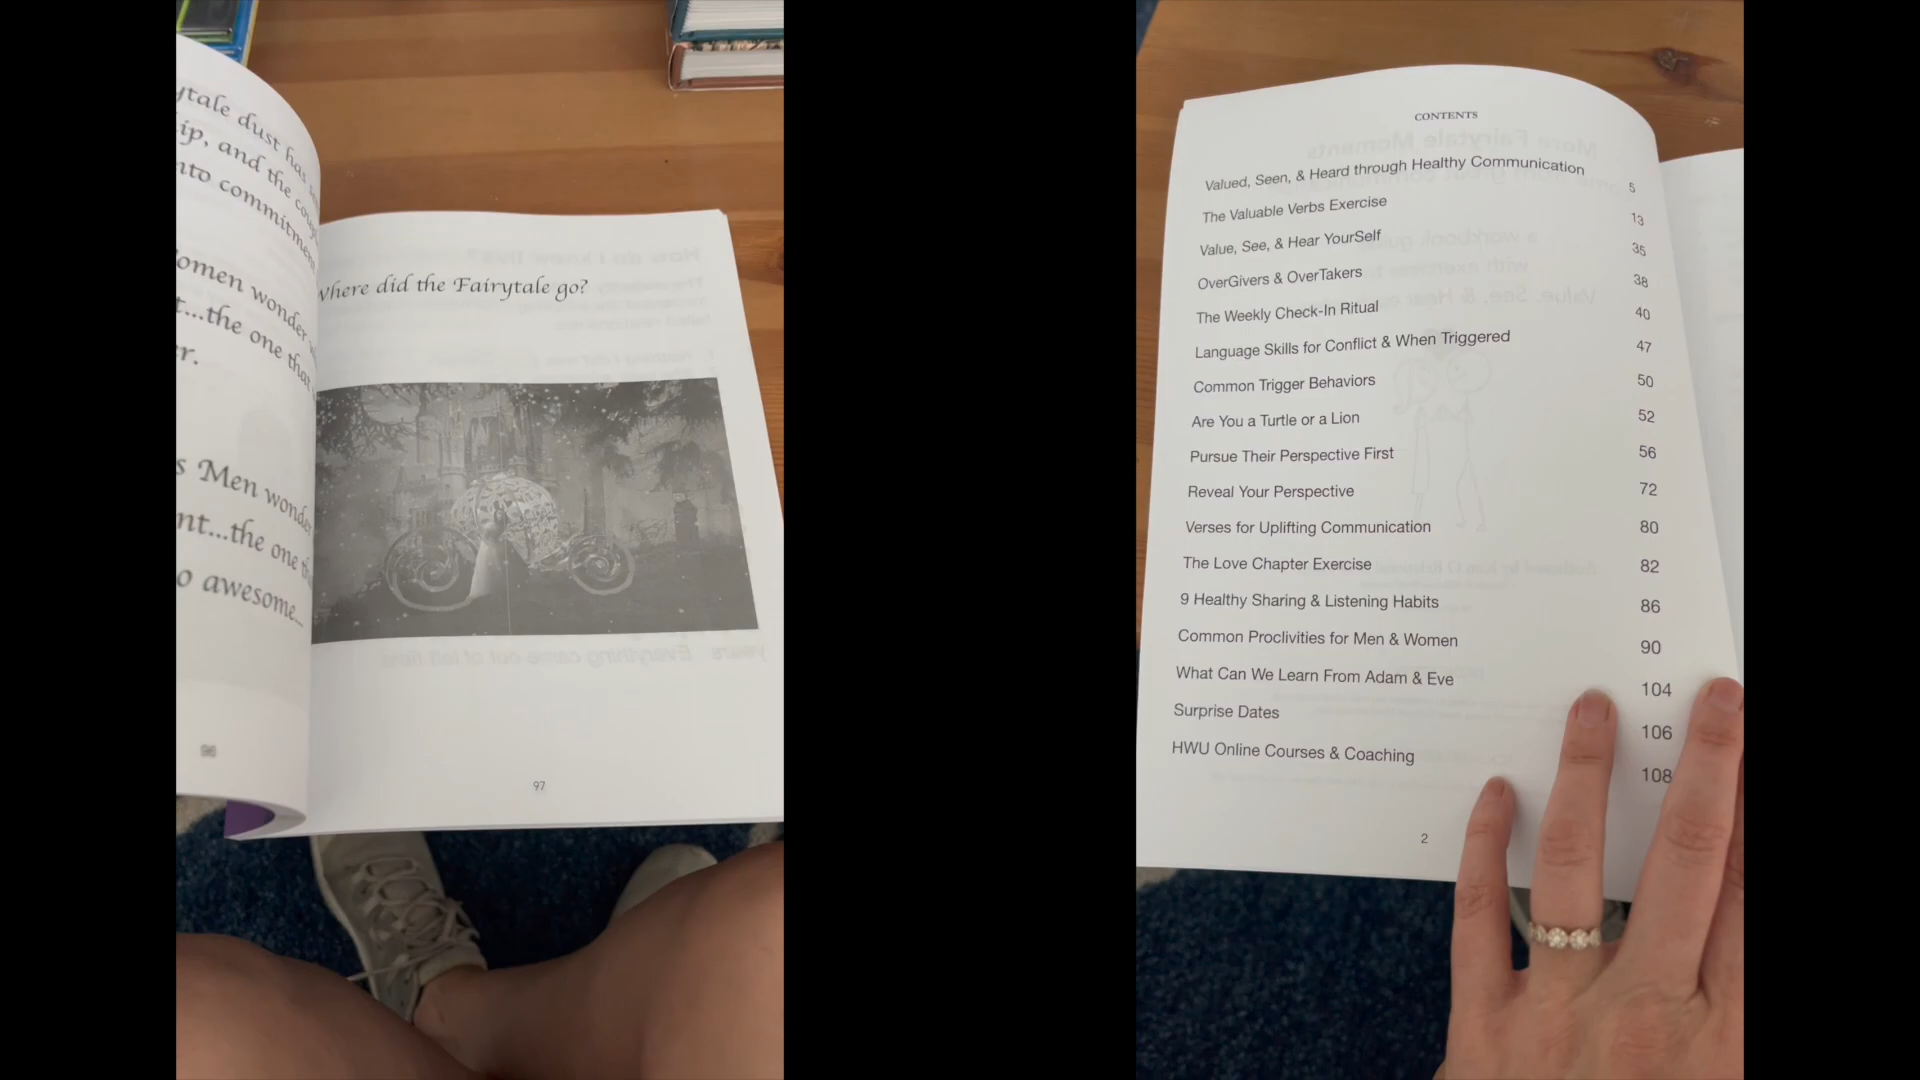 ytale dust has
ip, and the
nto commitment
omen wonder
t...the one that
er.
s Men wonder
nt...the one
o awesome...
96
Where did the Fairytale go?
97
CONTENTS
Valued, Seen, & Heard through Healthy Communication 5
The Valuable Verbs Exercise 13
Value, See, & Hear YourSelf 35
OverGivers & OverTakers 38
The Weekly Check-In Ritual 40
Language Skills for Conflict & When Triggered 47
Common Trigger Behaviors 50
Are You a Turtle or a Lion 52
Pursue Their Perspective First 56
Reveal Your Perspective 72
Verses for Uplifting Communication 80
The Love Chapter Exercise 82
9 Healthy Sharing & Listening Habits 86
Common Proclivities for Men & Women 90
What Can We Learn From Adam & Eve 104
Surprise Dates 106
HWU Online Courses & Coaching 108
2